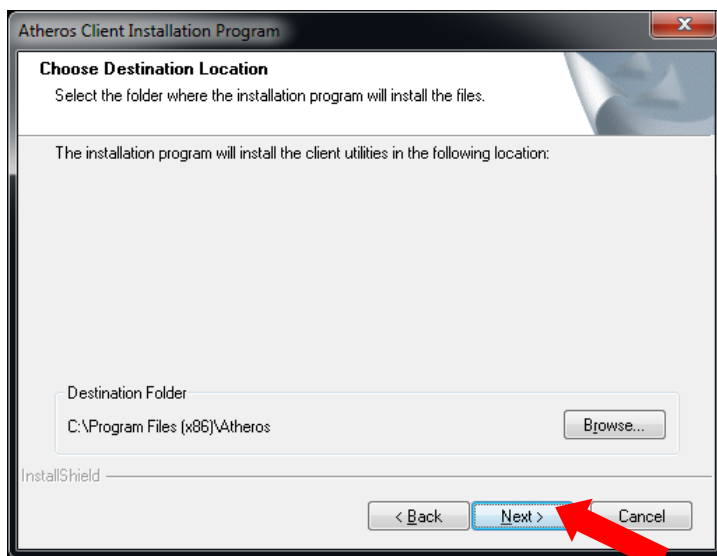 Atheros Client Installation Program
Choose Destination Location
Select the folder where the installation program will install the files.
The installation program will install the client utilities in the following location:
Destination Folder
C:\Program Files (x86)\Atheros
Browse...
InstallShield
< Back
Next >
Cancel